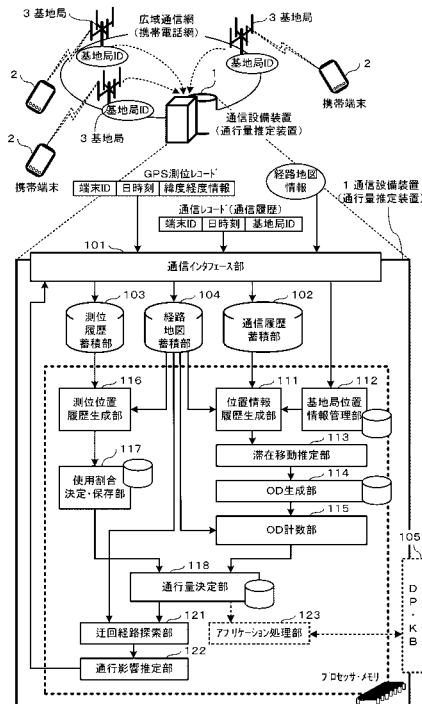 3 基地局
広域通信網
(携帯電話網)
3 基地局
基地局ID
1
基地局ID
2
3 基地局
2
基地局ID
通信設備装置
(通行量推定装置)
携帯端末
2
携帯端末
GPS測位レコード
端末ID 日時刻 緯度経度情報
経路地図
情報
1 通信設備装置
(通行量推定装置)
通信レコード(通信履歴)
端末ID 日時刻 基地局ID
101
通信インタフェース部
103
104
102
測位
履歴
蓄積部
経路
地図
蓄積部
通信履歴
蓄積部
116
111
112
測位位置
履歴生成部
位置情報
履歴生成部
基地局位置
情報管理部
117
113
滞在移動推定部
使用割合
決定・保存部
114
OD生成部
115
OD計数部
105
118
通行量決定部
DP・KB
121
123
迂回経路探索部
アプリケーション処理部
122
通行影響推定部
プロセッサ・メモリ